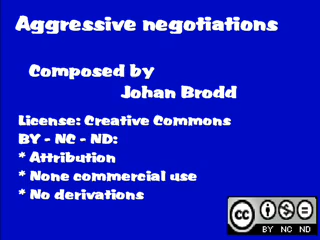 Aggressive negotiations
Composed by
Johan Brodd
License: Creative Commons
BY - NC - ND:
* Attribution
* None commercial use
* No derivations
cc
BY NC ND